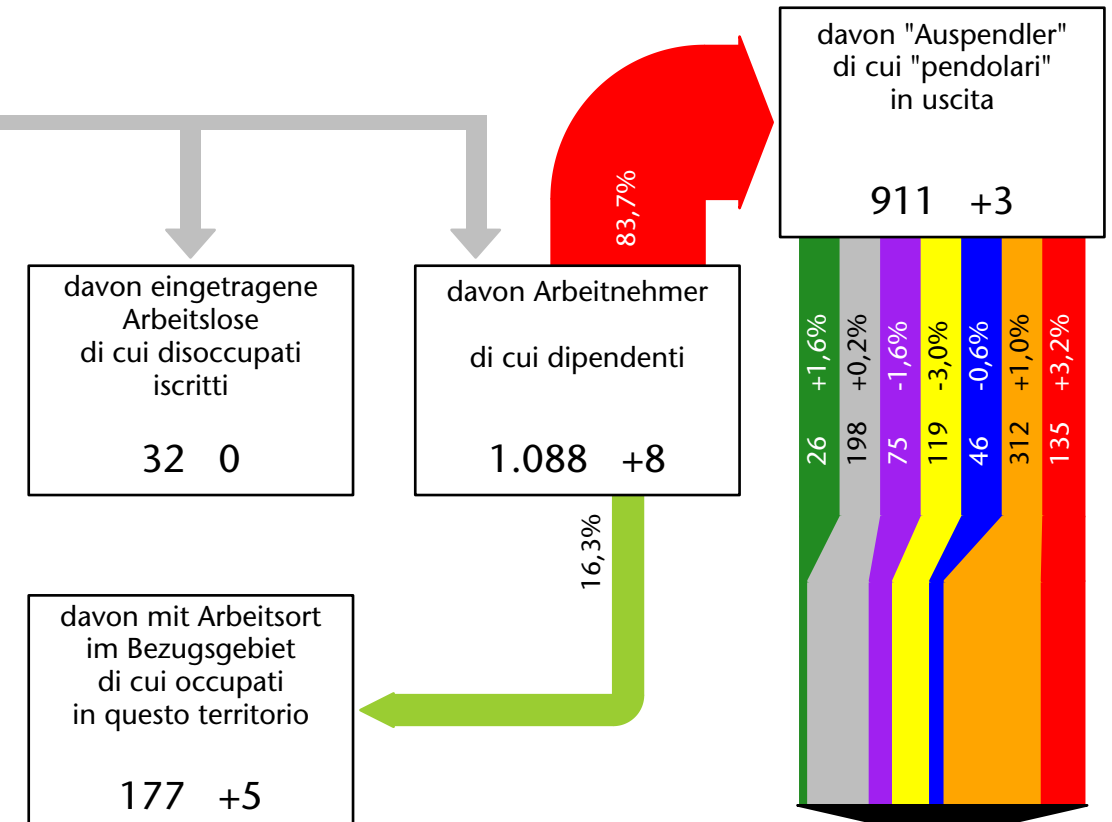 davon "Auspendler"
di cui "pendolari"
in uscita
911 +3
83,7%
davon eingetragene
Arbeitslose
di cui disoccupati
iscritti
32 0
davon Arbeitnehmer
di cui dipendenti
1.088 +8
26 +1,6%
198 +0,2%
75 -1,6%
119 -3,0%
46 -0,6%
312 +1,0%
135 +3,2%
16,3%
davon mit Arbeitsort
im Bezugsgebiet
di cui occupati
in questo territorio
177 +5